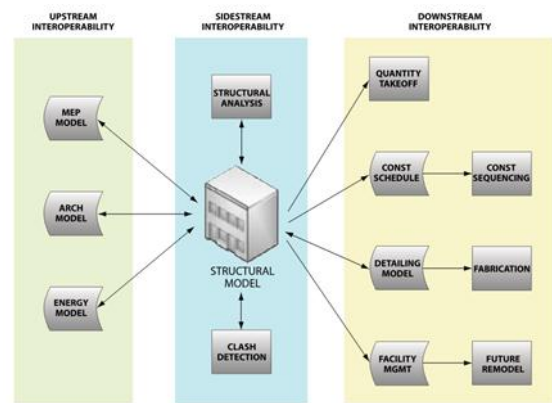 UPSTREAM
INTEROPERABILITY
SIDESTREAM
INTEROPERABILITY
DOWNSTREAM
INTEROPERABILITY
MEP
MODEL
ARCH
MODEL
ENERGY
MODEL
STRUCTURAL
ANALYSIS
STRUCTURAL
MODEL
CLASH
DETECTION
QUANTITY
TAKEOFF
CONST
SCHEDULE
CONST
SEQUENCING
DETAILING
MODEL
FABRICATION
FACILITY
MGMT
FUTURE
REMODEL